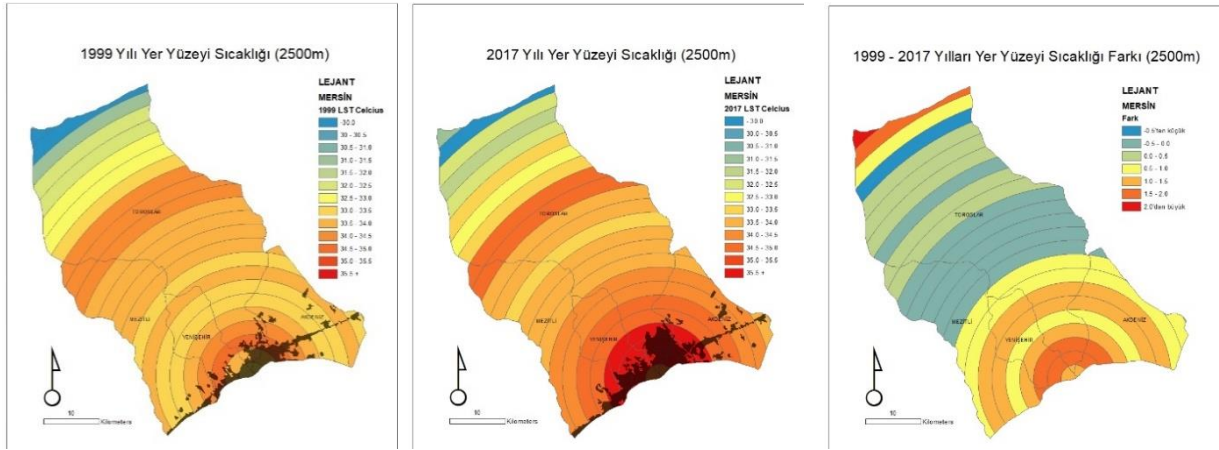 1999 Yılı Yer Yüzeyi Sıcaklığı (2500m)
LEJANT
MERSİN
1999 LST Celcius
-30.0
30 - 30.5
30.5 - 31.0
31.0 - 31.5
31.5 - 32.0
32.0 - 32.5
32.5 - 33.0
33.0 - 33.5
33.5 - 34.0
34.0 - 34.5
34.5 - 35.0
35.0 - 35.5
35.5 +
TOROSLAR
MEZİTLİ
YENİŞEHİR
AKDENİZ
10
Kilometers
2017 Yılı Yer Yüzeyi Sıcaklığı (2500m)
LEJANT
MERSİN
2017 LST Celcius
-30.0
30.0 - 30.5
30.5 - 31.0
31.0 - 31.5
31.5 - 32.0
32.0 - 32.5
32.5 - 33.0
33.0 - 33.5
33.5 - 34.0
34.0 - 34.5
34.5 - 35.0
35.0 - 35.5
35.5 +
TOROSLAR
MEZİTLİ
YENİŞEHİR
AKDENİZ
10
Kilometers
1999 - 2017 Yılları Yer Yüzeyi Sıcaklığı Farkı (2500m)
LEJANT
MERSİN
Fark
-0.5'ten küçük
-0.5 - 0.0
0.0 - 0.5
0.5 - 1.0
1.0 - 1.5
1.5 - 2.0
2.0'den büyük
TOROSLAR
MEZİTLİ
YENİŞEHİR
AKDENİZ
10
Kilometers